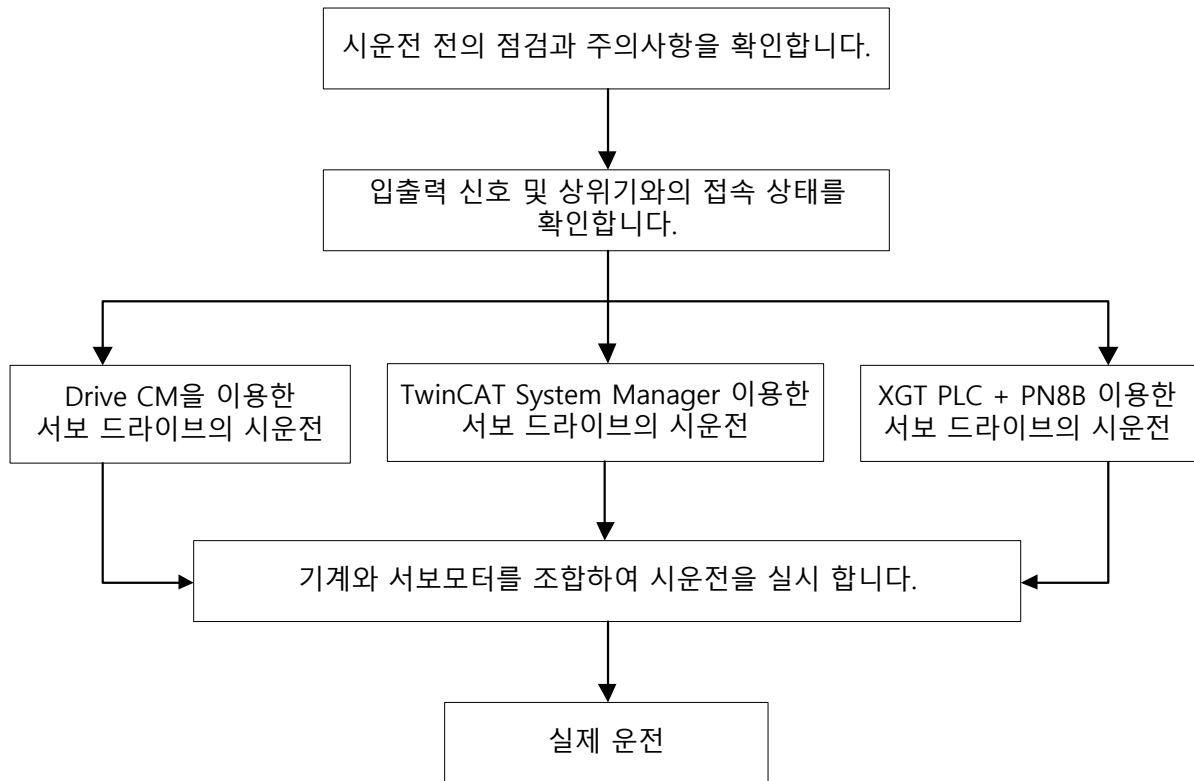 시운전 전의 점검과 주의사항을 확인합니다.
입출력 신호 및 상위기와의 접속 상태를
확인합니다.
Drive CM을 이용한
서보 드라이브의 시운전
TwinCAT System Manager 이용한
서보 드라이브의 시운전
XGT PLC + PN8B 이용한
서보 드라이브의 시운전
기계와 서보모터를 조합하여 시운전을 실시 합니다.
실제 운전